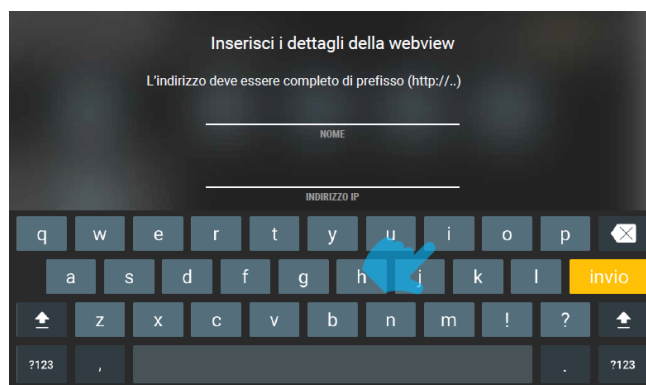 Inserisci i dettagli della webview
L'indirizzo deve essere completo di prefisso (http://..)
NOME
INDIRIZZO IP
q w e r t y u i o p
a s d f g h j k l invio
z x c v b n m ! ?
?123 , . ?123